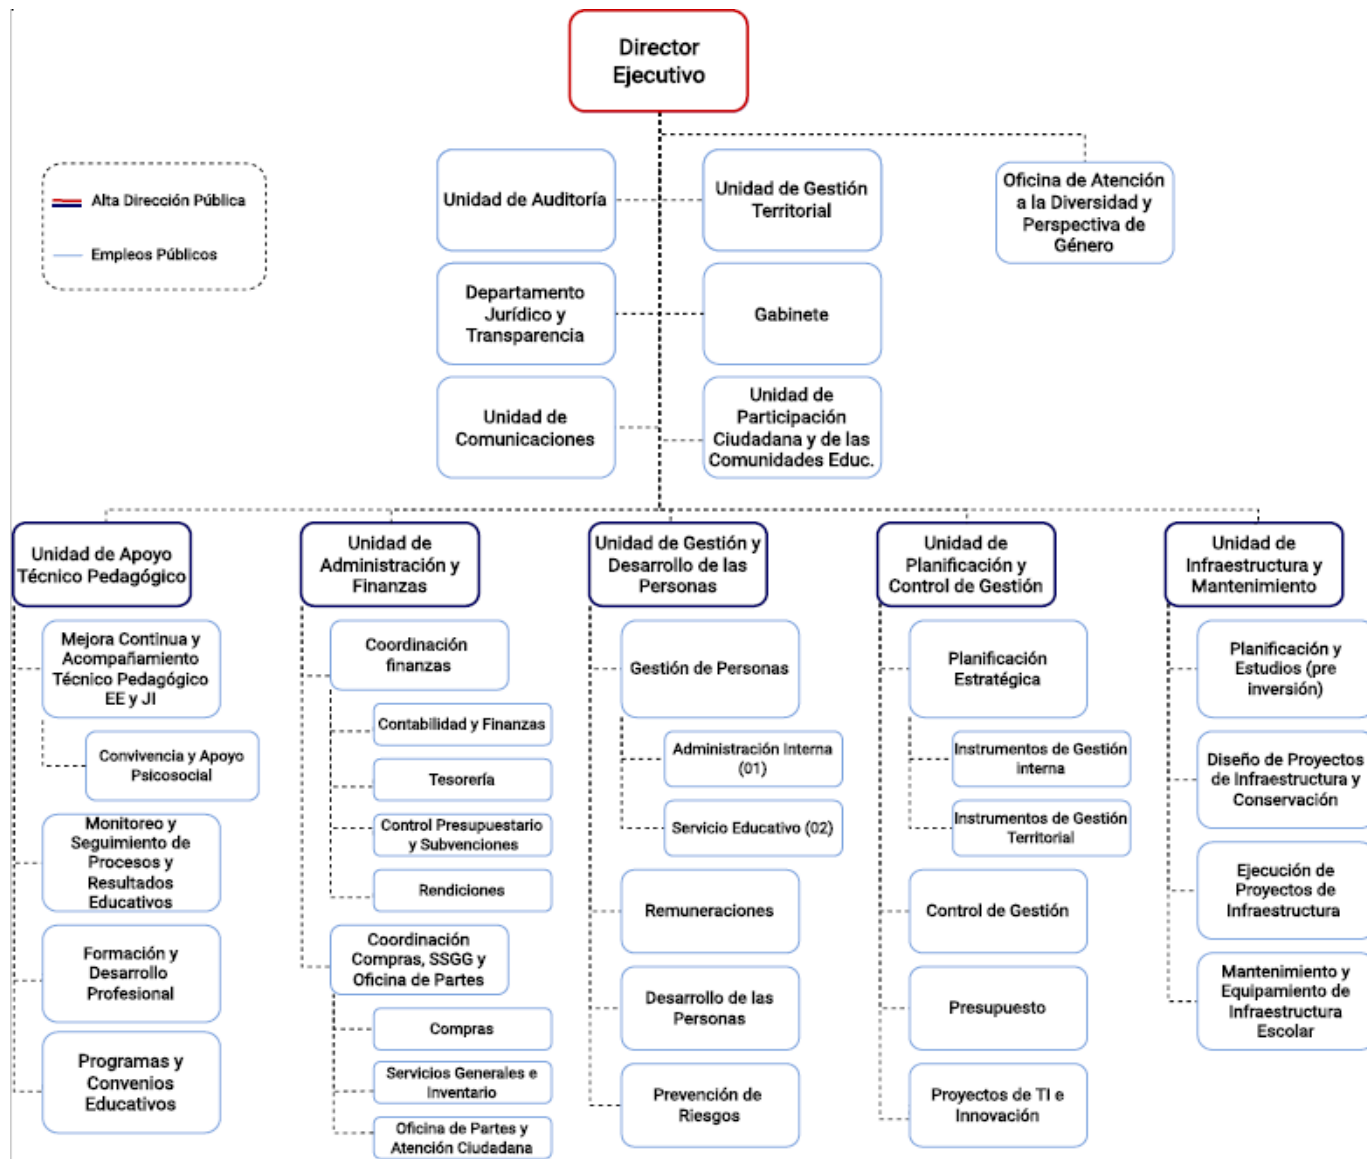 Director
Ejecutivo
Alta Dirección Pública
Empleos Públicos
Unidad de Auditoría
Unidad de Gestión
Territorial
Oficina de Atención
a la Diversidad y
Perspectiva de
Género
Departamento
Jurídico y
Transparencia
Gabinete
Unidad de
Comunicaciones
Unidad de
Participación
Ciudadana y de las
Comunidades Educ.
Unidad de Apoyo
Técnico Pedagógico
Mejora Continua y
Acompañamiento
Técnico Pedagógico
EE y JI
Convivencia y Apoyo
Psicosocial
Monitoreo y
Seguimiento de
Procesos y
Resultados
Educativos
Formación y
Desarrollo
Profesional
Programas y
Convenios
Educativos
Unidad de
Administración y
Finanzas
Coordinación
finanzas
Contabilidad y Finanzas
Tesorería
Control Presupuestario
y Subvenciones
Rendiciones
Coordinación
Compras, SSGG y
Oficina de Partes
Compras
Servicios Generales e
Inventario
Oficina de Partes y
Atención Ciudadana
Unidad de Gestión y
Desarrollo de las
Personas
Gestión de Personas
Administración Interna
(01)
Servicio Educativo (02)
Remuneraciones
Desarrollo de las
Personas
Prevención de
Riesgos
Unidad de
Planificación y
Control de Gestión
Planificación
Estratégica
Instrumentos de Gestión
interna
Instrumentos de Gestión
Territorial
Control de Gestión
Presupuesto
Proyectos de TI e
Innovación
Unidad de
Infraestructura y
Mantenimiento
Planificación y
Estudios (pre
inversión)
Diseño de Proyectos
de Infraestructura y
Conservación
Ejecución de
Proyectos de
Infraestructura
Mantenimiento y
Equipamiento de
Infraestructura
Escolar